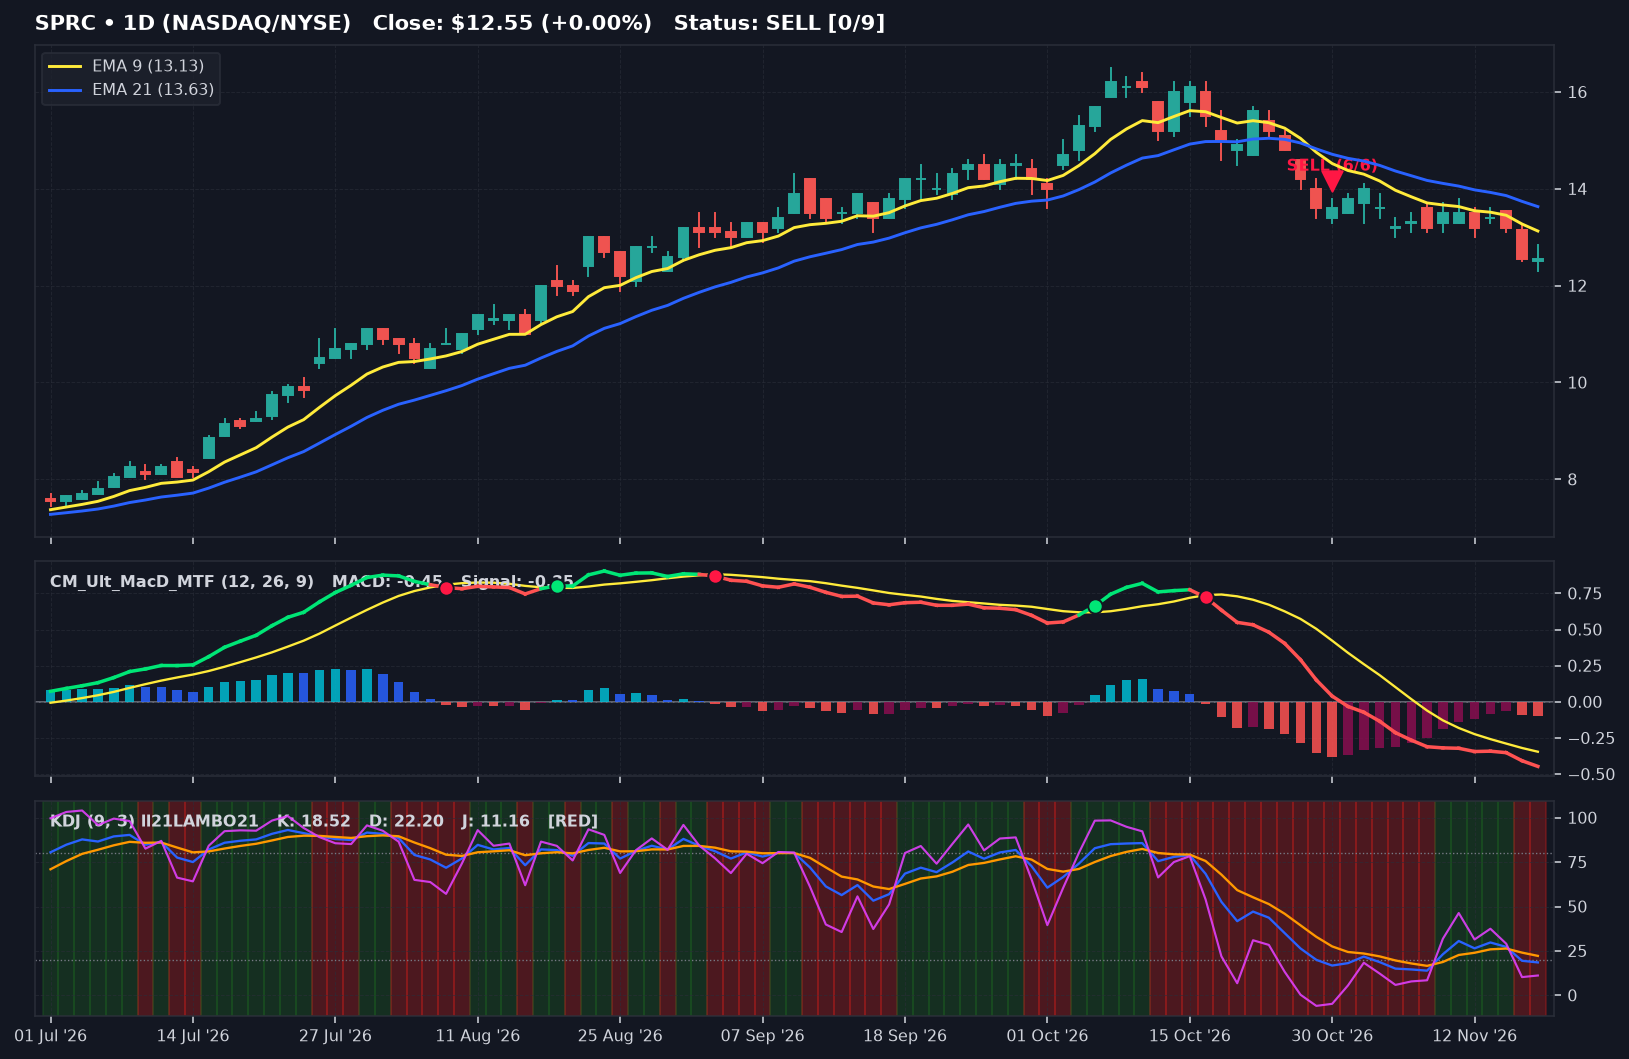 SPRC • 1D (NASDAQ/NYSE)   Close: $12.55 (+0.00%)   Status: SELL [0/9]
EMA 9 (13.13)
EMA 21 (13.63)
SELL (6/6)
16
14
12
10
8
CM_Ult_MacD_MTF (12, 26, 9)   MACD: -0.45   Signal: -0.35
0.75
0.50
0.25
0.00
−0.25
−0.50
KDJ (9, 3) II21LAMBO21   K: 18.52   D: 22.20   J: 11.16   [RED]
100
75
50
25
0
01 Jul '26
14 Jul '26
27 Jul '26
11 Aug '26
25 Aug '26
07 Sep '26
18 Sep '26
01 Oct '26
15 Oct '26
30 Oct '26
12 Nov '26